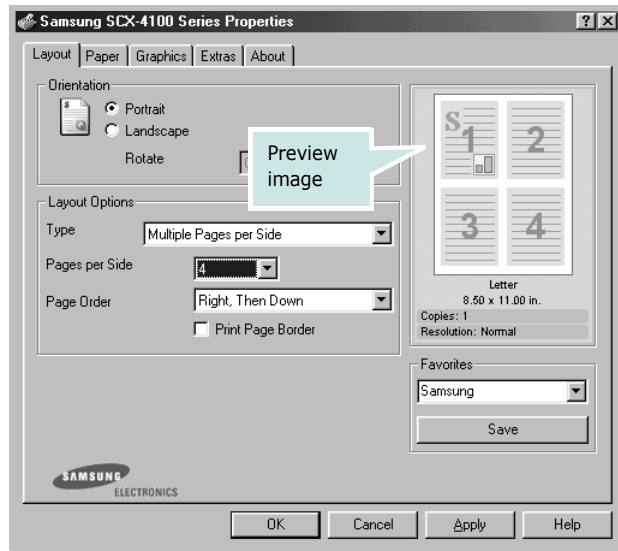 Samsung SCX-4100 Series Properties
Layout Paper Graphics Extras About
Orientation
Portrait
Landscape
Rotate
Preview
image
S
1 2
3 4
Letter
8.50 x 11.00 in.
Copies: 1
Resolution: Normal
Layout Options
Type Multiple Pages per Side
Pages per Side 4
Page Order Right, Then Down
Print Page Border
Favorites
Samsung
Save
SAMSUNG
ELECTRONICS
OK Cancel Apply Help